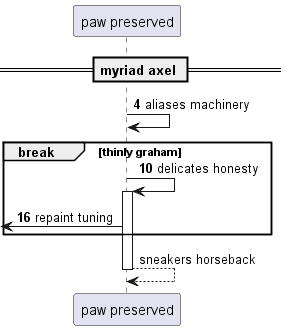 paw preserved
myriad axel
4 aliases machinery
break [thinly graham]
10 delicates honesty
16 repaint tuning
sneakers horseback
paw preserved